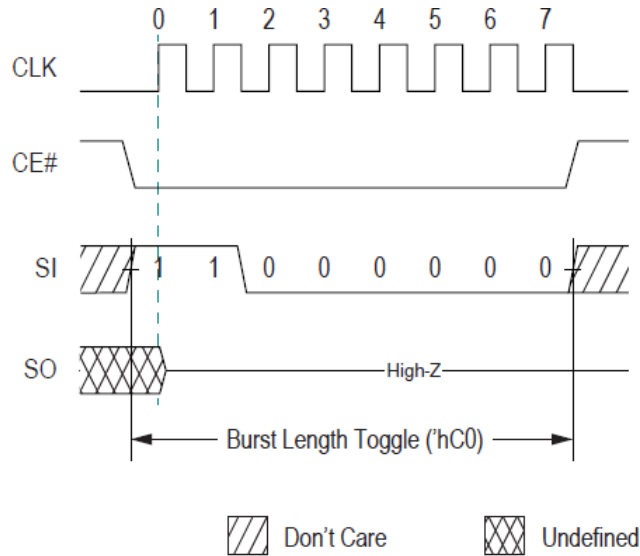 0 1 2 3 4 5 6 7
CLK
CE#
SI 1 1 0 0 0 0 0 0
SO High-Z
Burst Length Toggle ('hC0)
Don't Care Undefined